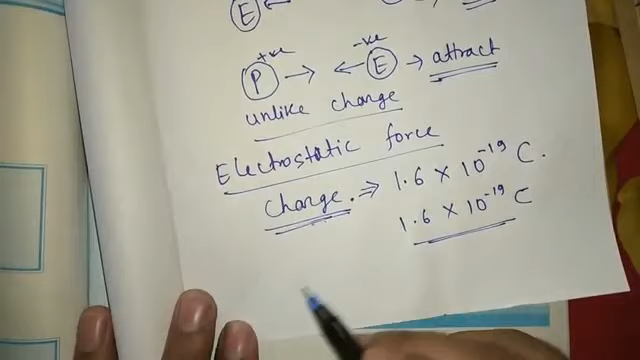 E ←
+ve -ve
P → ← E → attract
unlike charge
Electrostatic force
charge. ⇒ 1.6 × 10⁻¹⁹ C.
1.6 × 10⁻¹⁹ C